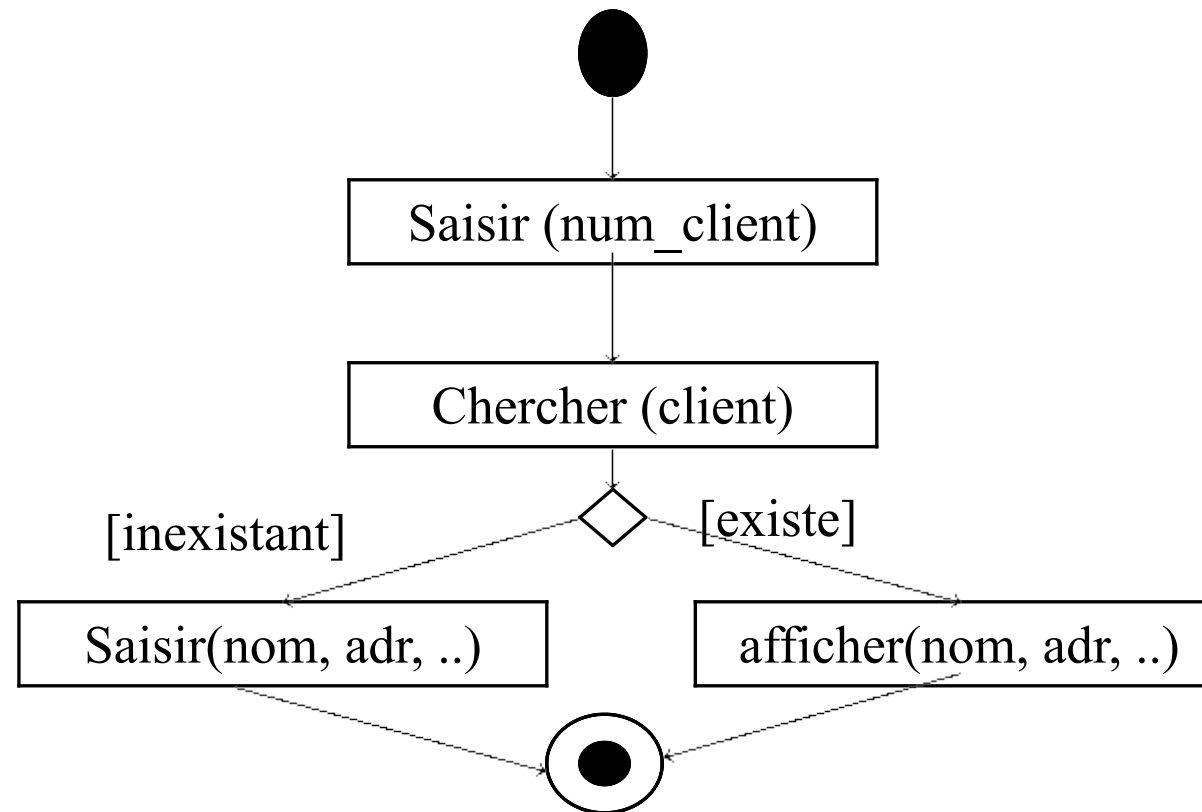 Saisir (num_client)
Chercher (client)
[inexistant]
[existe]
Saisir(nom, adr, ..)
afficher(nom, adr, ..)